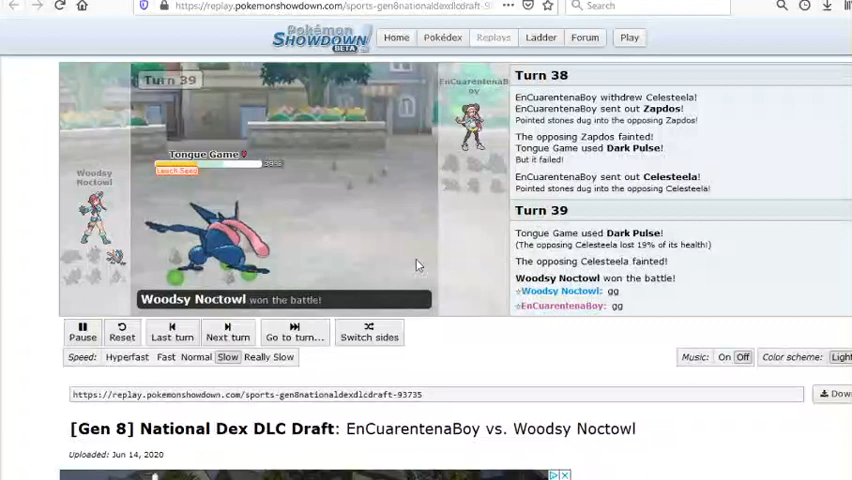 https://replay.pokemonshowdown.com/sports-gen8nationaldexdlcdraft-9
Search
Pokémon
SHOWDOWN
BETA
Home
Pokédex
Replays
Ladder
Forum
Play
Turn 39
EnCuarentenaB
oy
Woodsy
Noctowl
Tongue Game
Leech Seed
Woodsy Noctowl won the battle!
Turn 38
EnCuarentenaBoy withdrew Celesteela!
EnCuarentenaBoy sent out Zapdos!
Pointed stones dug into the opposing Zapdos!
The opposing Zapdos fainted!
Tongue Game used Dark Pulse!
But it failed!
EnCuarentenaBoy sent out Celesteela!
Pointed stones dug into the opposing Celesteela!
Turn 39
Tongue Game used Dark Pulse!
(The opposing Celesteela lost 19% of its health!)
The opposing Celesteela fainted!
Woodsy Noctowl won the battle!
☆Woodsy Noctowl: gg
☆EnCuarentenaBoy: gg
Pause
Reset
Last turn
Next turn
Go to turn...
Switch sides
Speed: Hyperfast Fast Normal Slow Really Slow
Music: On Off
Color scheme: Light
https://replay.pokemonshowdown.com/sports-gen8nationaldexdlcdraft-93735
Down
[Gen 8] National Dex DLC Draft: EnCuarentenaBoy vs. Woodsy Noctowl
Uploaded: Jun 14, 2020